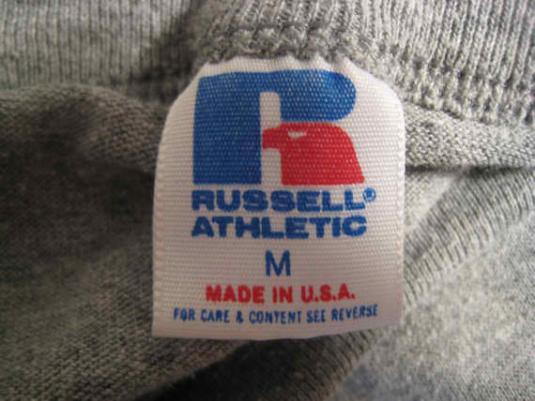 R
RUSSELL®
ATHLETIC
M
MADE IN U.S.A.
FOR CARE & CONTENT SEE REVERSE